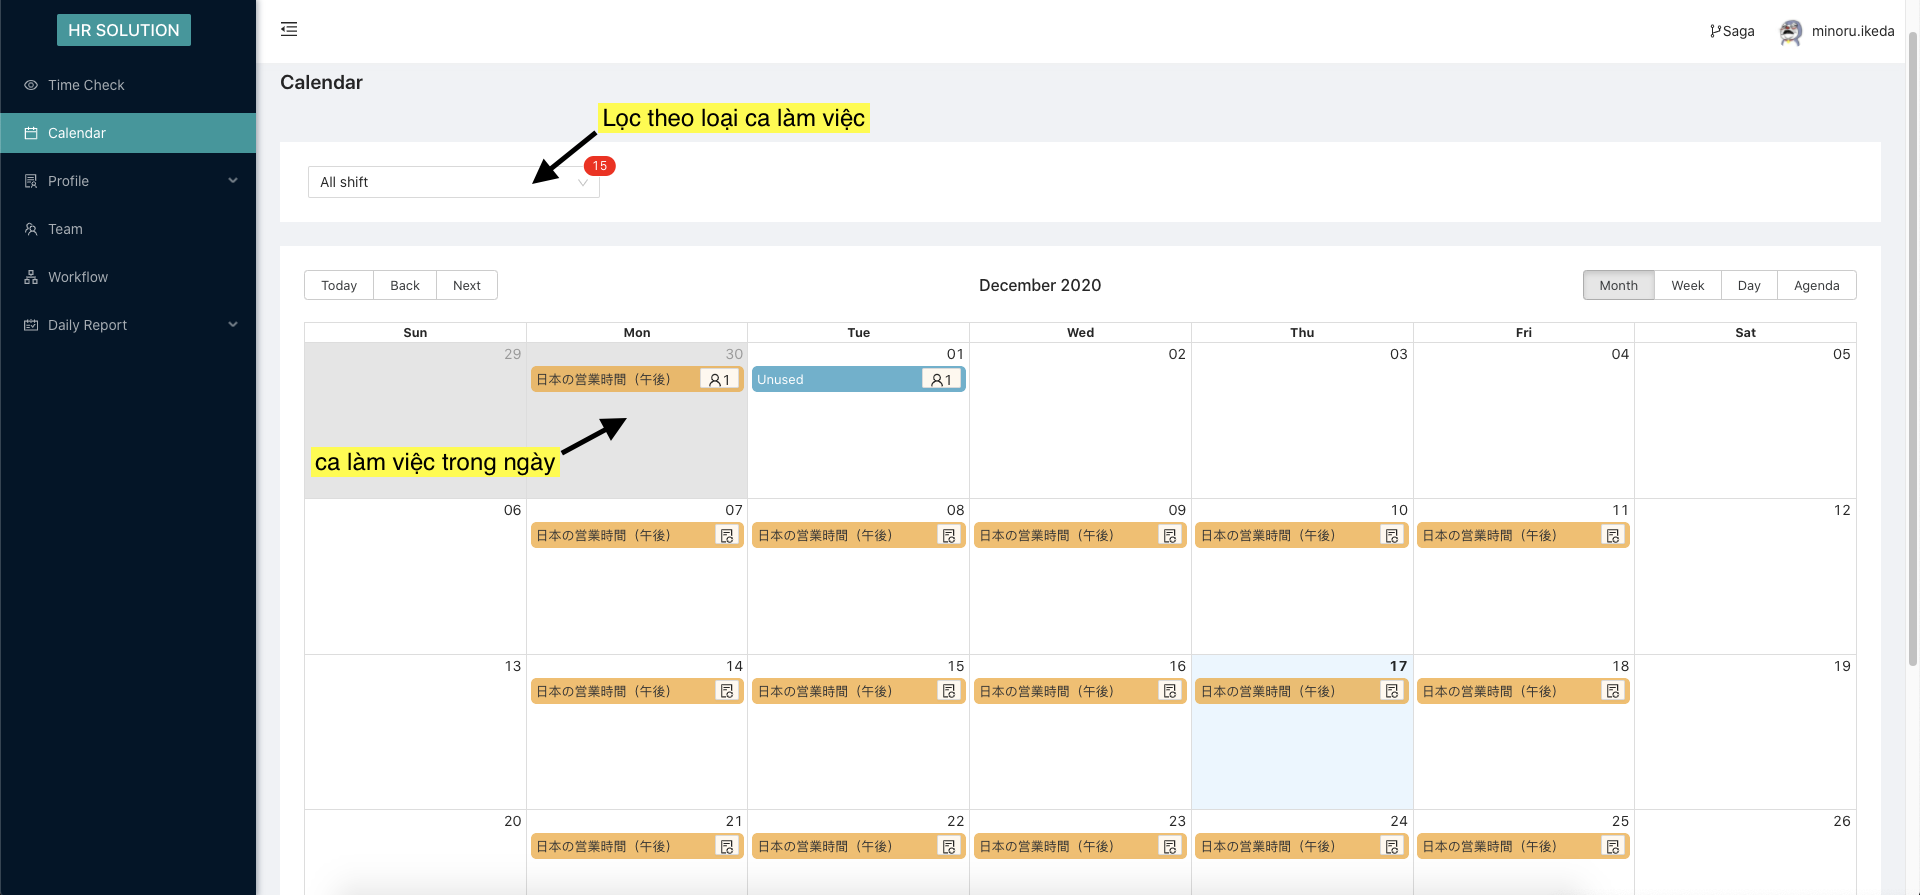 HR SOLUTION
Saga
minoru.ikeda
Time Check
Calendar
Profile
Team
Workflow
Daily Report
Calendar
Lọc theo loại ca làm việc
15
All shift
Today Back Next
December 2020
Month Week Day Agenda
Sun Mon Tue Wed Thu Fri Sat
29 30 01 02 03 04 05
日本の営業時間（午後） 1 Unused 1
ca làm việc trong ngày
06 07 08 09 10 11 12
日本の営業時間（午後） 日本の営業時間（午後） 日本の営業時間（午後） 日本の営業時間（午後） 日本の営業時間（午後）
13 14 15 16 17 18 19
日本の営業時間（午後） 日本の営業時間（午後） 日本の営業時間（午後） 日本の営業時間（午後） 日本の営業時間（午後）
20 21 22 23 24 25 26
日本の営業時間（午後） 日本の営業時間（午後） 日本の営業時間（午後） 日本の営業時間（午後） 日本の営業時間（午後）